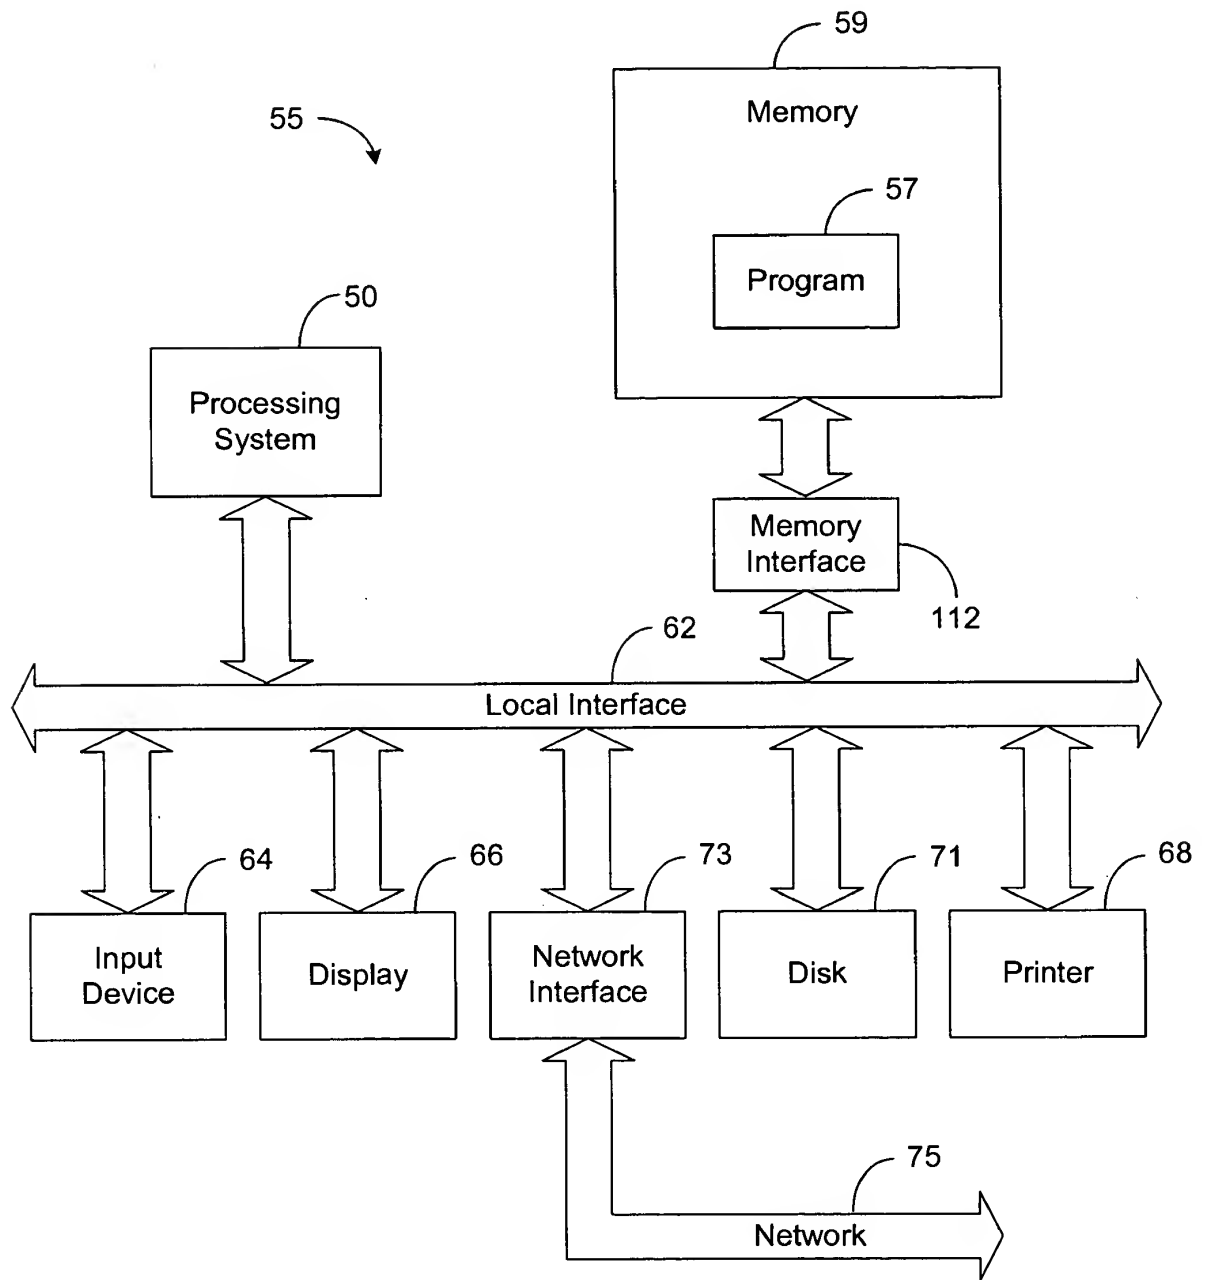 59
Memory
55
57
Program
50
Processing
System
Memory
Interface
112
62
Local Interface
64
66
73
71
68
Input
Device
Display
Network
Interface
Disk
Printer
75
Network